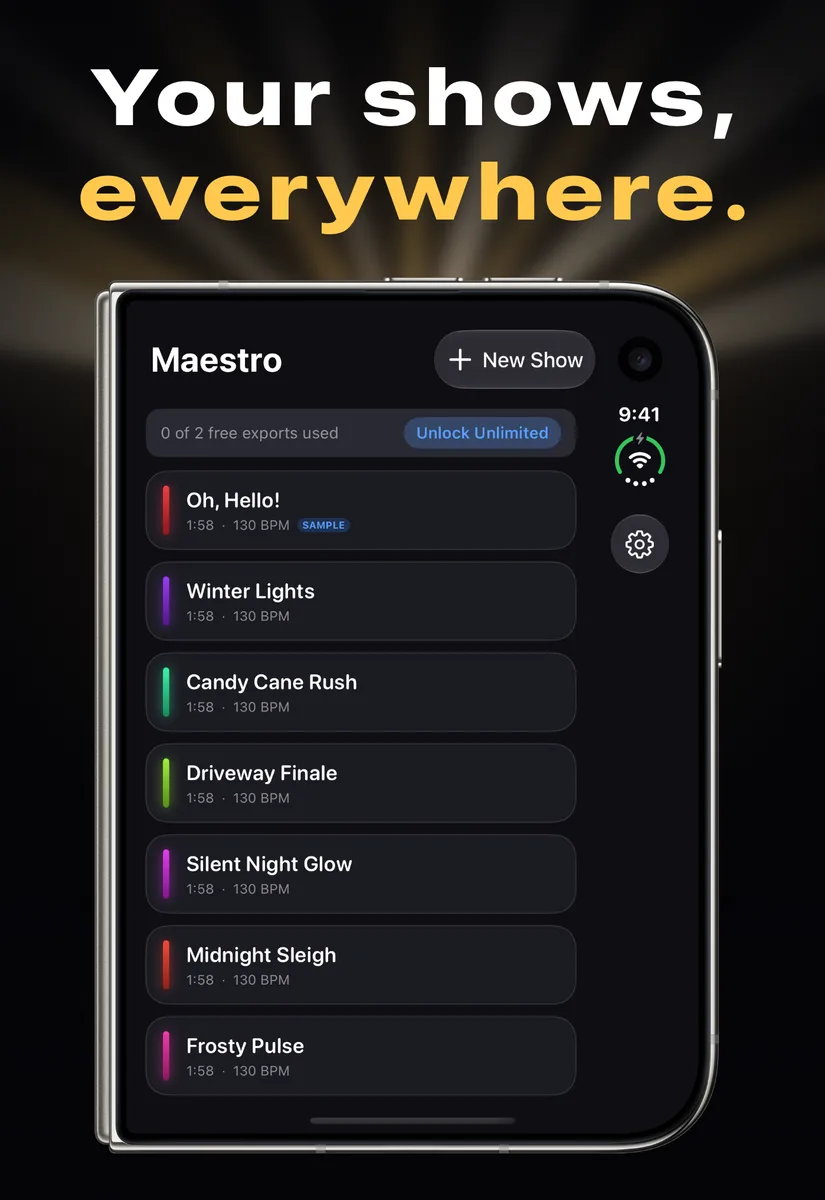 Your shows,
everywhere.
Maestro
+ New Show
9:41
0 of 2 free exports used
Unlock Unlimited
Oh, Hello!
1:58 · 130 BPM SAMPLE
Winter Lights
1:58 · 130 BPM
Candy Cane Rush
1:58 · 130 BPM
Driveway Finale
1:58 · 130 BPM
Silent Night Glow
1:58 · 130 BPM
Midnight Sleigh
1:58 · 130 BPM
Frosty Pulse
1:58 · 130 BPM